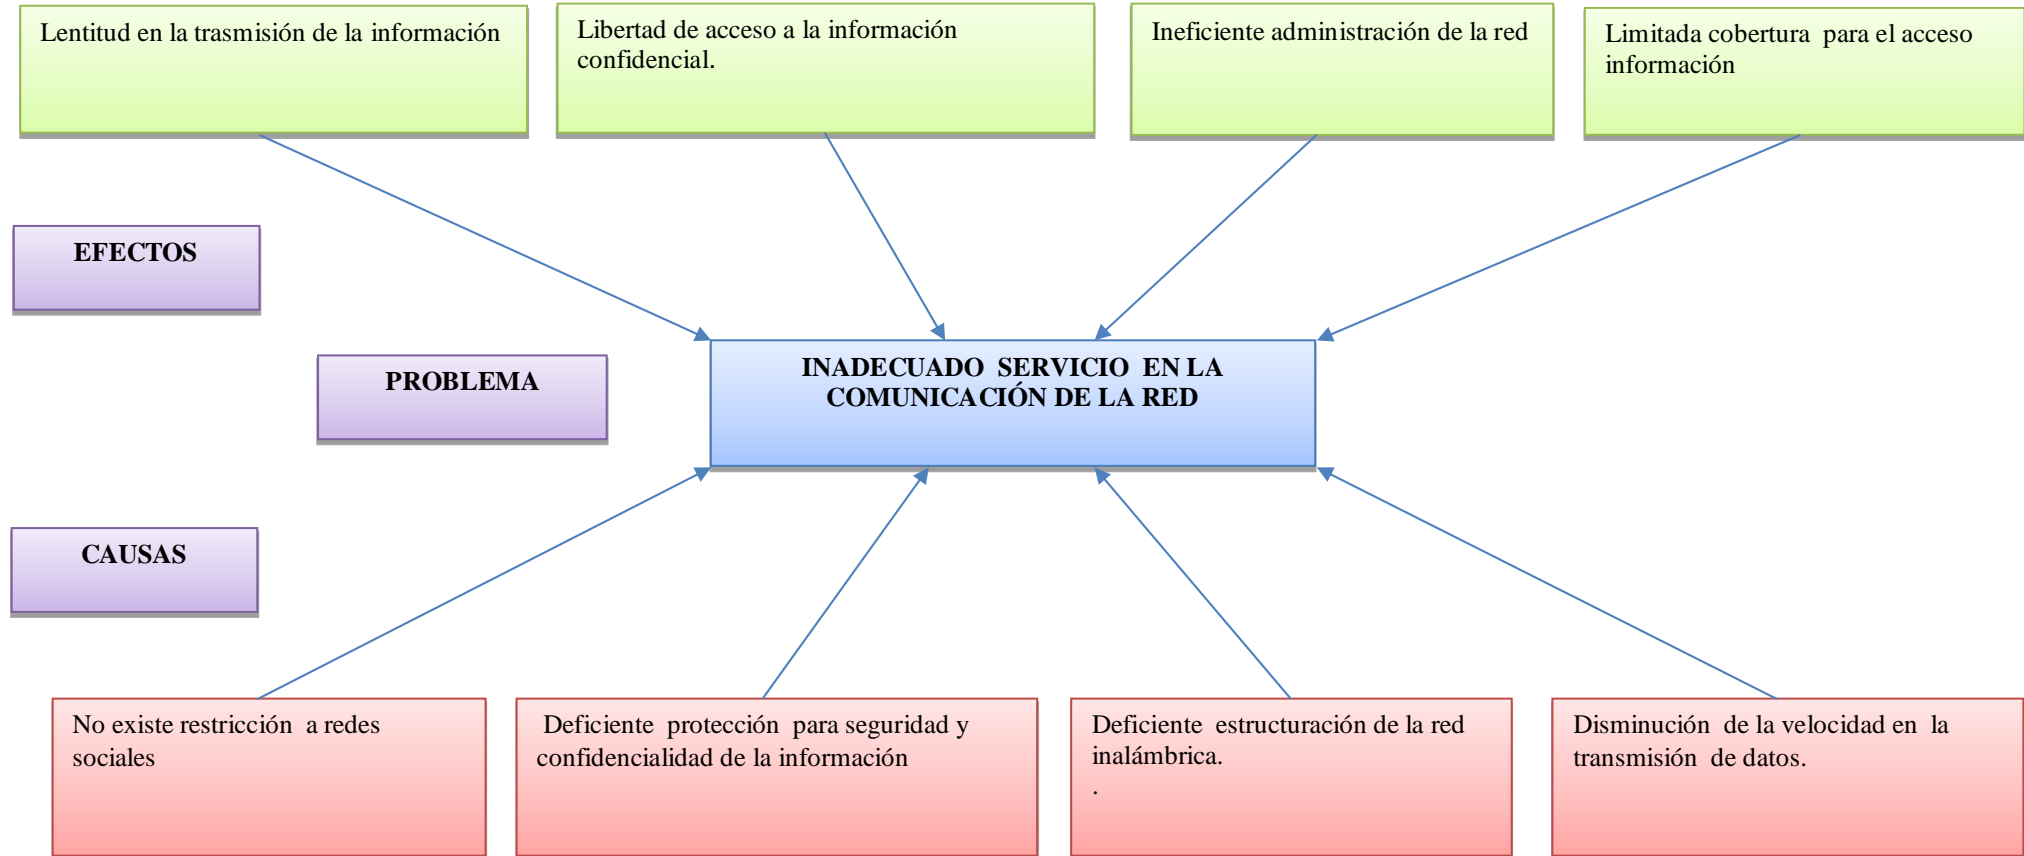 Lentitud en la trasmisión de la información
Libertad de acceso a la información
confidencial.
Ineficiente administración de la red
Limitada cobertura para el acceso
información
EFECTOS
PROBLEMA
INADECUADO SERVICIO EN LA
COMUNICACIÓN DE LA RED
CAUSAS
No existe restricción a redes
sociales
Deficiente protección para seguridad y
confidencialidad de la información
Deficiente estructuración de la red
inalámbrica.
.
Disminución de la velocidad en la
transmisión de datos.